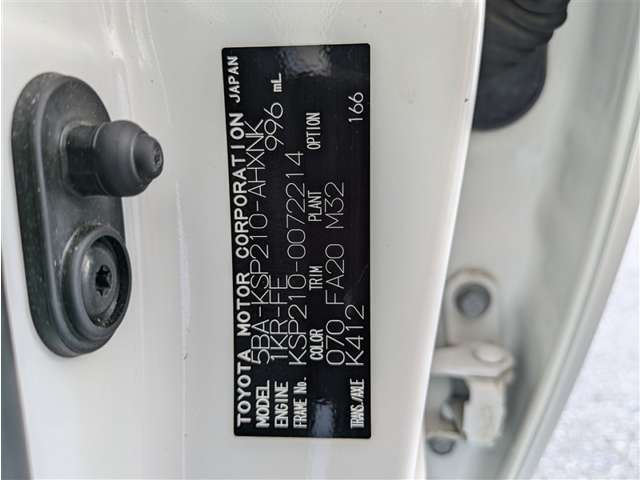 TOYOTA MOTOR CORPORATION JAPAN
MODEL 5BA-KSP210-AHXNK
ENGINE 1KR-FE 996 mL
FRAME No. KSP210-0072214
COLOR TRIM PLANT OPTION
070 FA20 M32 166
TRANS./AXLE K412